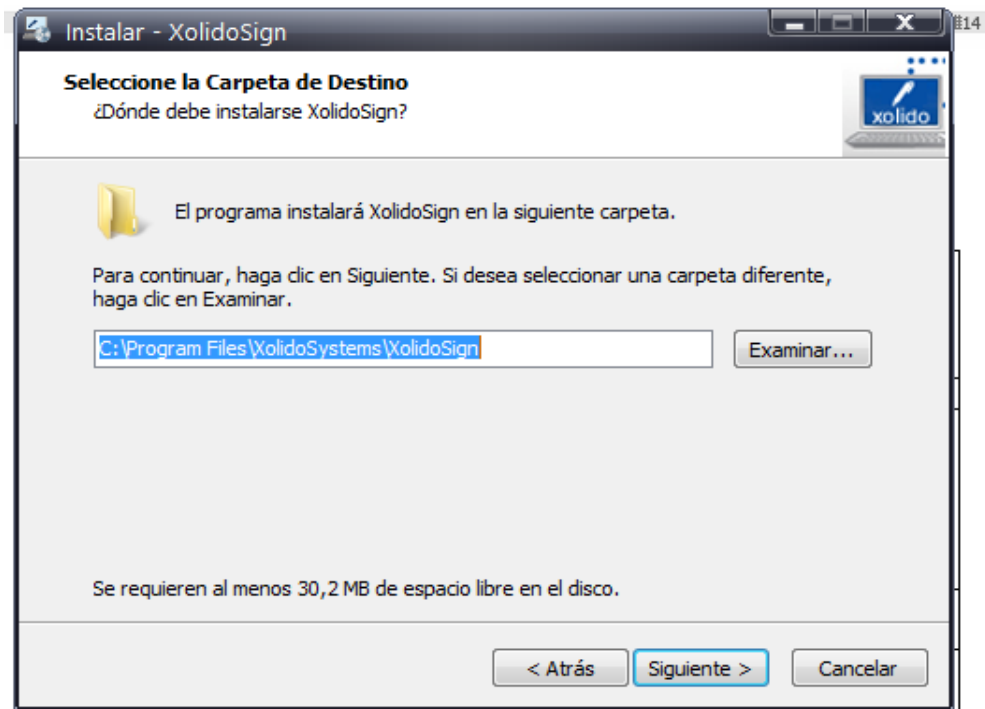 Instalar - XolidoSign
#14
Seleccione la Carpeta de Destino
¿Dónde debe instalarse XolidoSign?
xolido
El programa instalará XolidoSign en la siguiente carpeta.
Para continuar, haga clic en Siguiente. Si desea seleccionar una carpeta diferente,
haga clic en Examinar.
C:\Program Files\XolidoSystems\XolidoSign
Examinar...
Se requieren al menos 30,2 MB de espacio libre en el disco.
< Atrás
Siguiente >
Cancelar